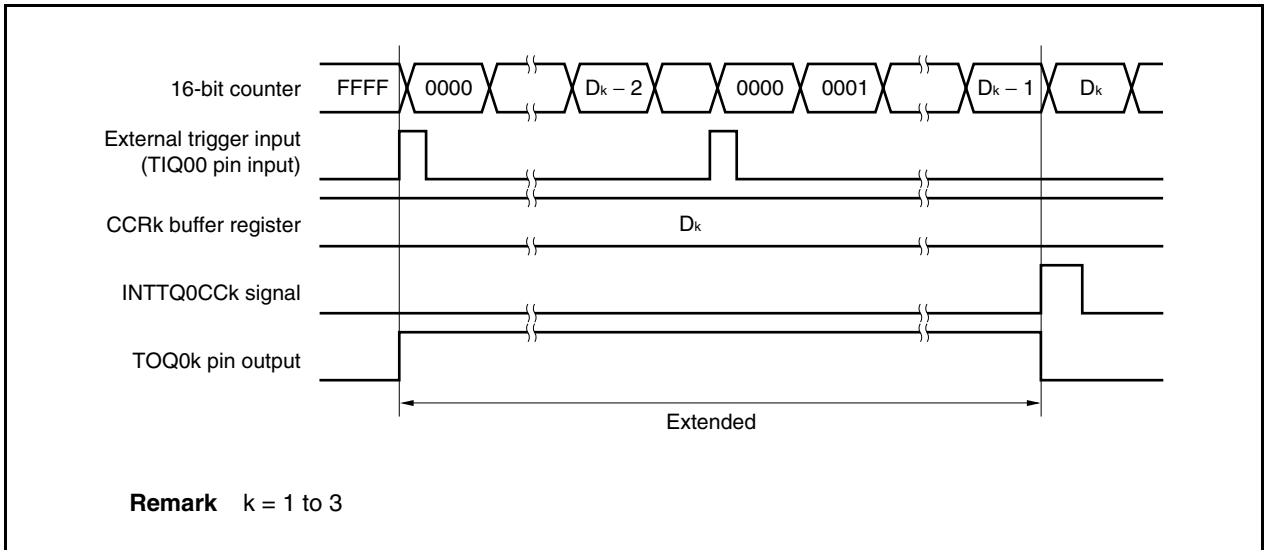 16-bit counter FFFF 0000 Dk − 2 0000 0001 Dk − 1 Dk
External trigger input
(TIQ00 pin input)
CCRk buffer register Dk
INTTQ0CCk signal
TOQ0k pin output
Extended
Remark k = 1 to 3